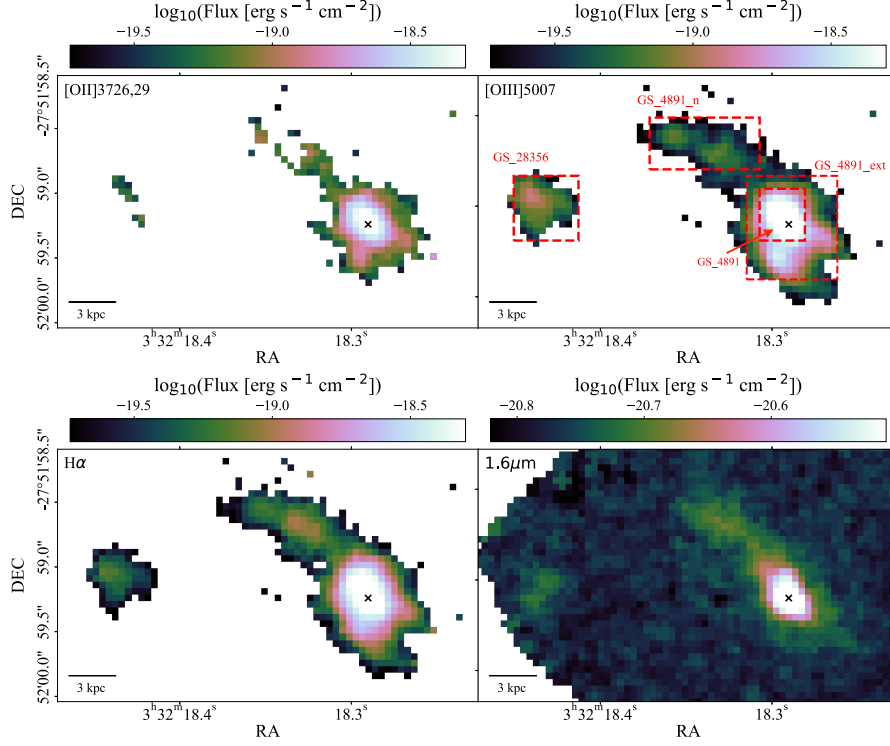 log₁₀(Flux [erg s⁻¹ cm⁻²) log₁₀(Flux [erg s⁻¹ cm⁻²)
−19.5 −19.0 −18.5 −19.5 −19.0 −18.5
[OII]3726,29 [OIII]5007
GS_4891_n
GS_28356 GS_4891_ext
GS_4891
DEC
-27°51'58.5"
59.0"
59.5"
52'00.0"
3 kpc 3 kpc
3ʰ32ᵐ18.4ˢ 18.3ˢ 3ʰ32ᵐ18.4ˢ 18.3ˢ
RA RA
log₁₀(Flux [erg s⁻¹ cm⁻²) log₁₀(Flux [erg s⁻¹ cm⁻²)
−19.5 −19.0 −18.5 −20.8 −20.7 −20.6
Hα 1.6μm
DEC
-27°51'58.5"
59.0"
59.5"
52'00.0"
3 kpc 3 kpc
3ʰ32ᵐ18.4ˢ 18.3ˢ 3ʰ32ᵐ18.4ˢ 18.3ˢ
RA RA